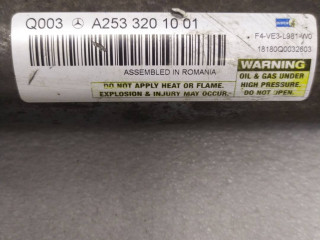 Q003 A253 320 10 01
F4-VE3-L981-W0
18180Q0032603
ASSEMBLED IN ROMANIA
WARNING
OIL & GAS UNDER
HIGH PRESSURE.
DO NOT OPEN.
DO NOT APPLY HEAT OR FLAME.
EXPLOSION & INJURY MAY OCCUR.